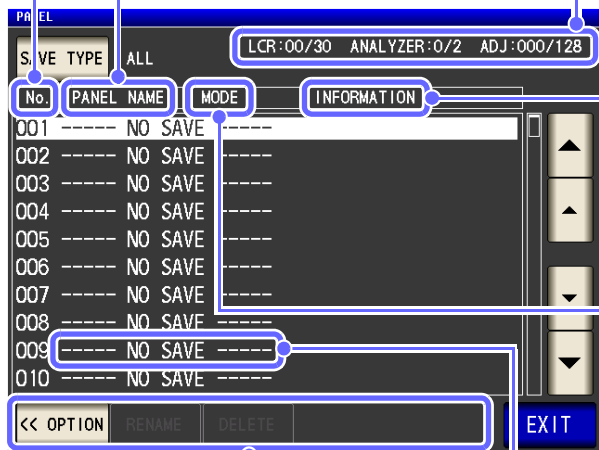 PANEL
SAVE TYPE ALL LCR:00/30 ANALYZER:0/2 ADJ:000/128
No. PANEL NAME MODE INFORMATION
001 ----- NO SAVE -----
002 ----- NO SAVE -----
003 ----- NO SAVE -----
004 ----- NO SAVE -----
005 ----- NO SAVE -----
006 ----- NO SAVE -----
007 ----- NO SAVE -----
008 ----- NO SAVE -----
009 ----- NO SAVE -----
010 ----- NO SAVE -----
<< OPTION RENAME DELETE EXIT